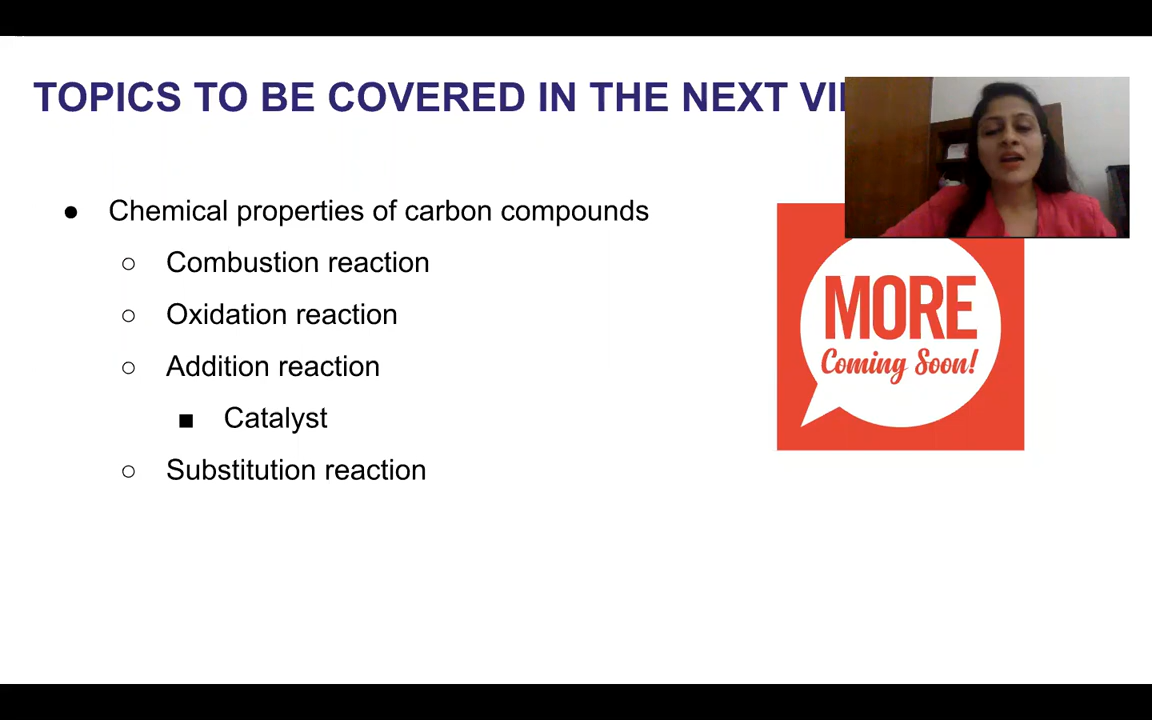 TOPICS TO BE COVERED IN THE NEXT
● Chemical properties of carbon compounds
○ Combustion reaction
○ Oxidation reaction
○ Addition reaction
■ Catalyst
○ Substitution reaction
MORE
Coming Soon!